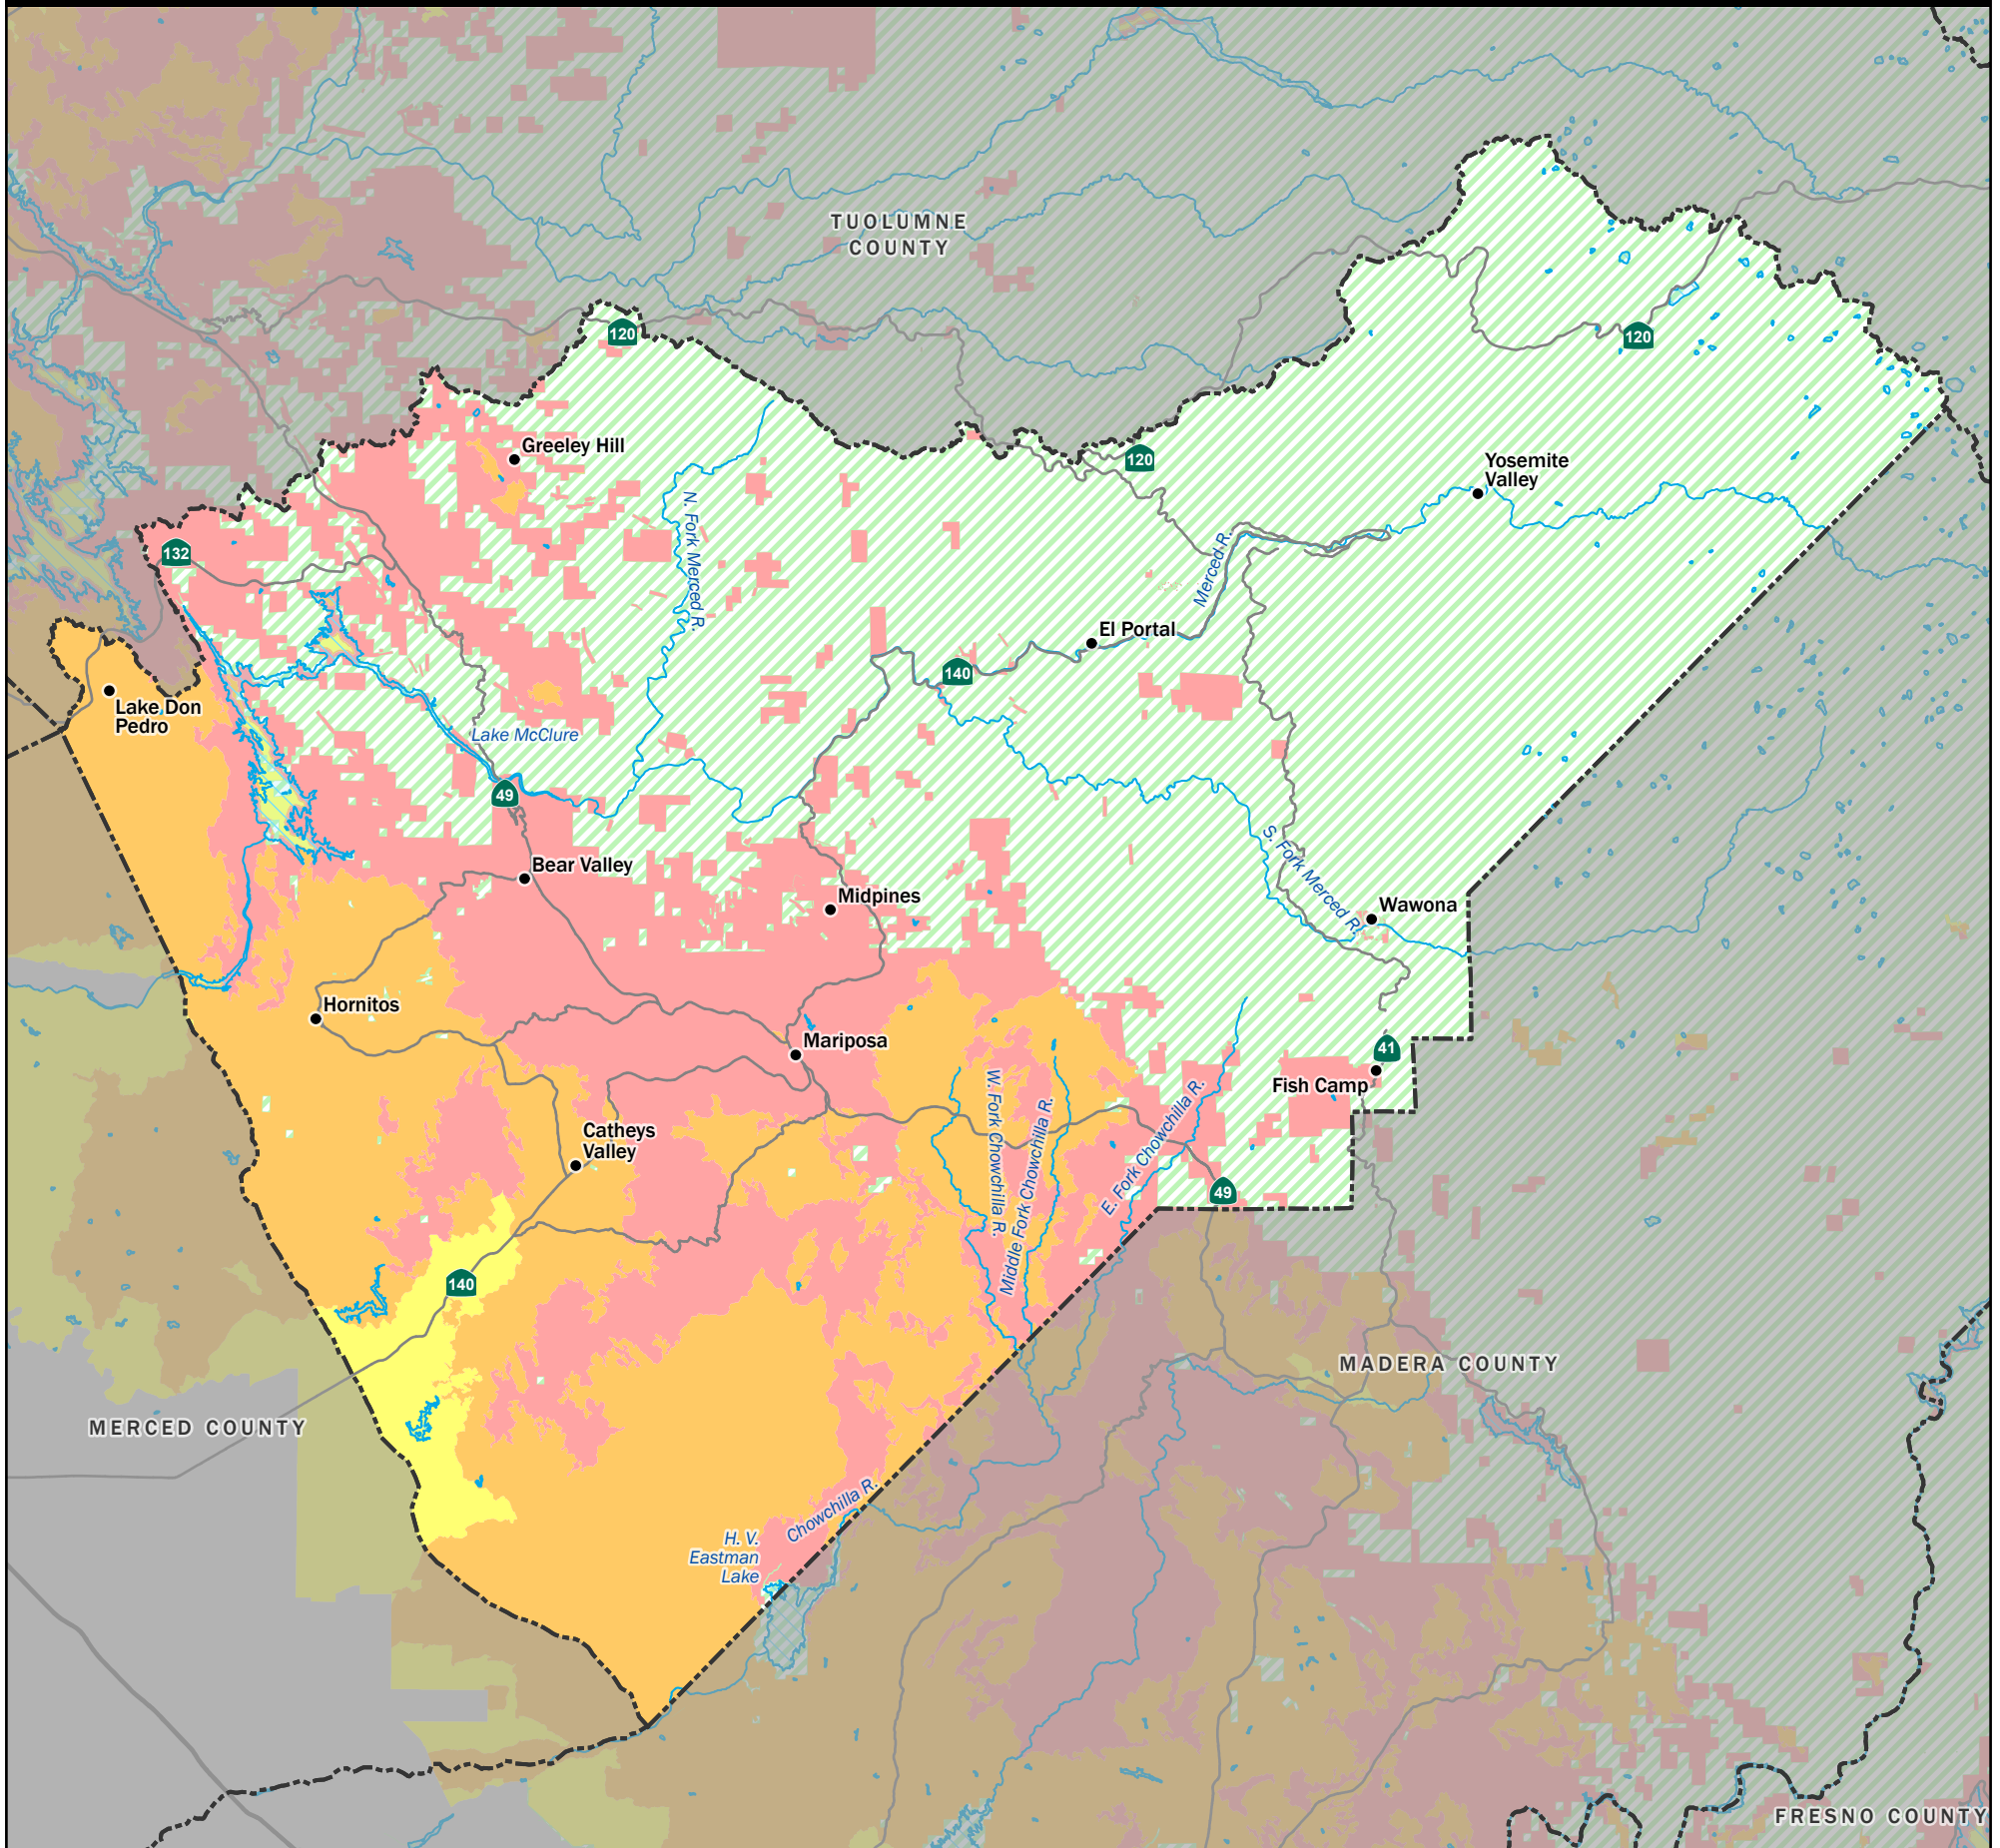 TUOLUMNE
COUNTY
120
120
Greeley Hill
120
Yosemite
Valley
N. Fork Merced R.
132
Merced R.
El Portal
140
Lake Don
Pedro
Lake McClure
49
S. Fork Merced R.
Bear Valley
Midpines
Wawona
Hornitos
Mariposa
41
Fish Camp
W. Fork Chowchilla R.
Middle Fork Chowchilla R.
E. Fork Chowchilla R.
Catheys
Valley
49
140
MADERA COUNTY
MERCED COUNTY
Chowchilla R.
H. V.
Eastman
Lake
FRESNO COUNTY